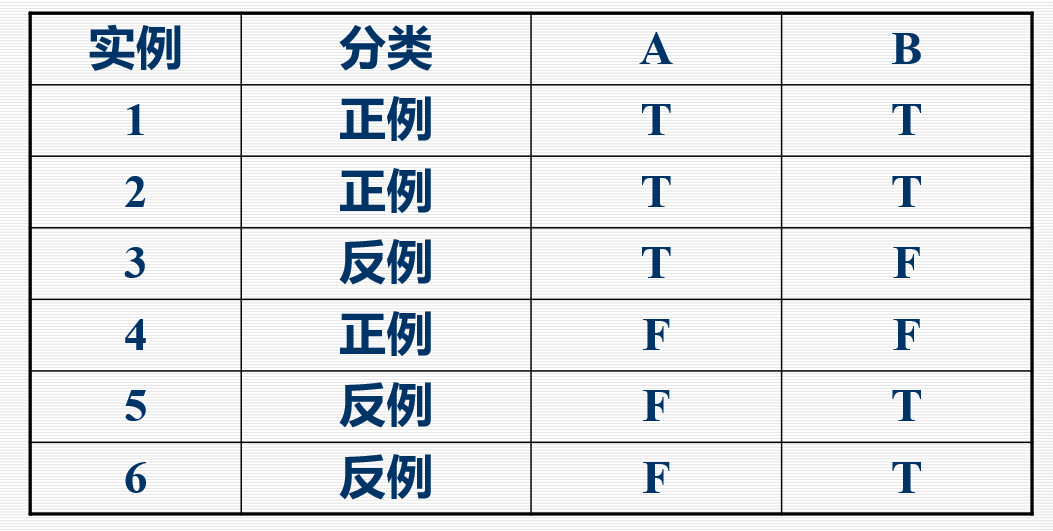 实例 分类 A B
1 正例 T T
2 正例 T T
3 反例 T F
4 正例 F F
5 反例 F T
6 反例 F T